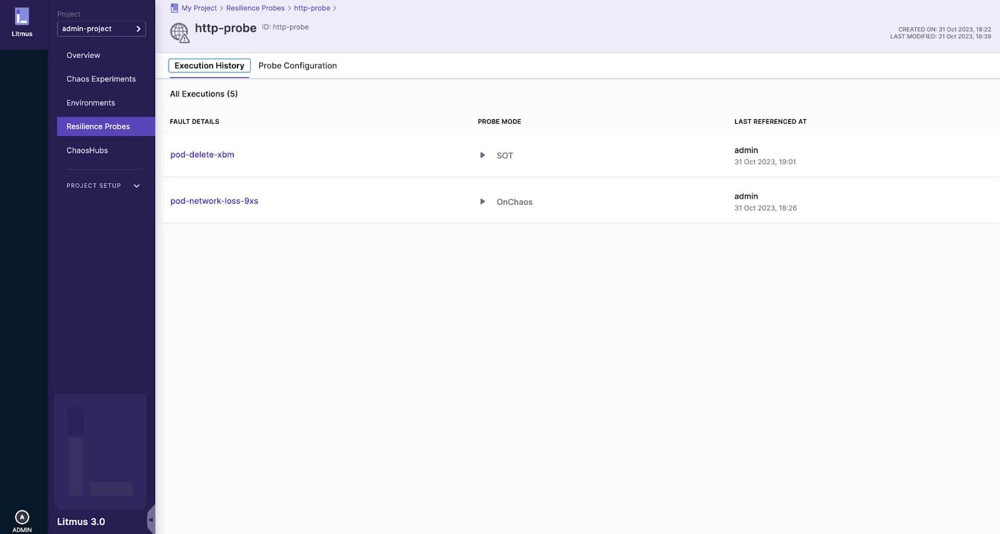 Litmus
Project
admin-project
Overview
Chaos Experiments
Environments
Resilience Probes
ChaosHubs
PROJECT SETUP
Litmus 3.0
A
ADMIN
My Project > Resilience Probes > http-probe >
http-probe ID: http-probe
CREATED ON: 31 Oct 2023, 18:22
LAST MODIFIED: 31 Oct 2023, 18:39
Execution History Probe Configuration
All Executions (5)
FAULT DETAILS PROBE MODE LAST REFERENCED AT
pod-delete-xbm SOT admin
31 Oct 2023, 19:01
pod-network-loss-9xs OnChaos admin
31 Oct 2023, 18:26